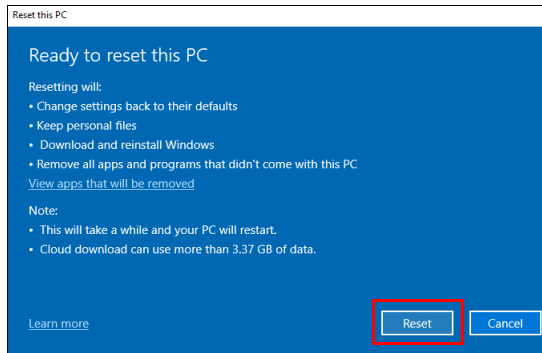 Reset this PC
Ready to reset this PC
Resetting will:
• Change settings back to their defaults
• Keep personal files
• Download and reinstall Windows
• Remove all apps and programs that didn't come with this PC
View apps that will be removed
Note:
• This will take a while and your PC will restart.
• Cloud download can use more than 3.37 GB of data.
Learn more
Reset
Cancel